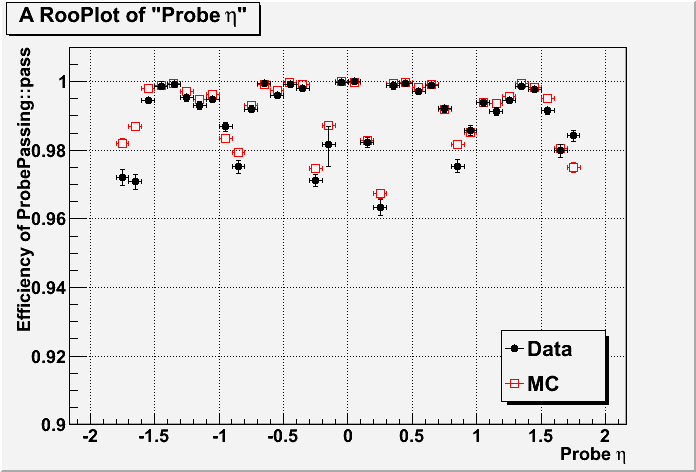 A RooPlot of "Probe η"
Efficiency of ProbePassing::pass
1
0.98
0.96
0.94
0.92
0.9
-2 -1.5 -1 -0.5 0 0.5 1 1.5 2
Probe η
Data
MC